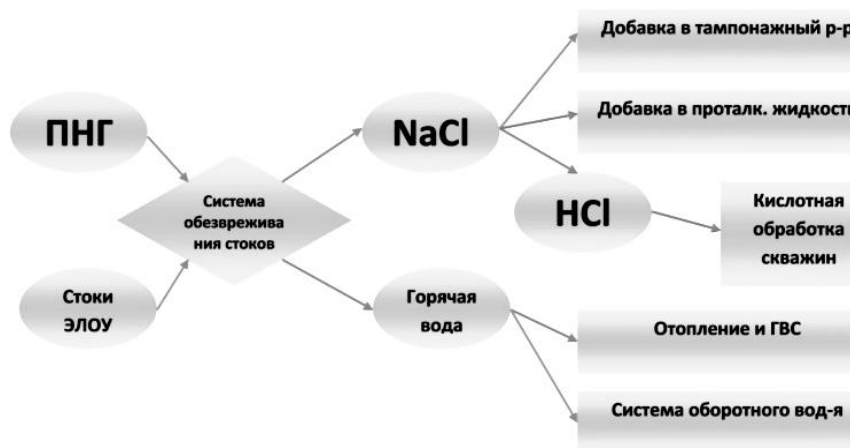 Добавка в тампонажный р-р
ПНГ
NaCl
Добавка в проталк. жидкость
Система
обезврежива
ния стоков
HCl
Кислотная
обработка
скважин
Стоки
ЭЛОУ
Горячая
вода
Отопление и ГВС
Система оборотного вод-я